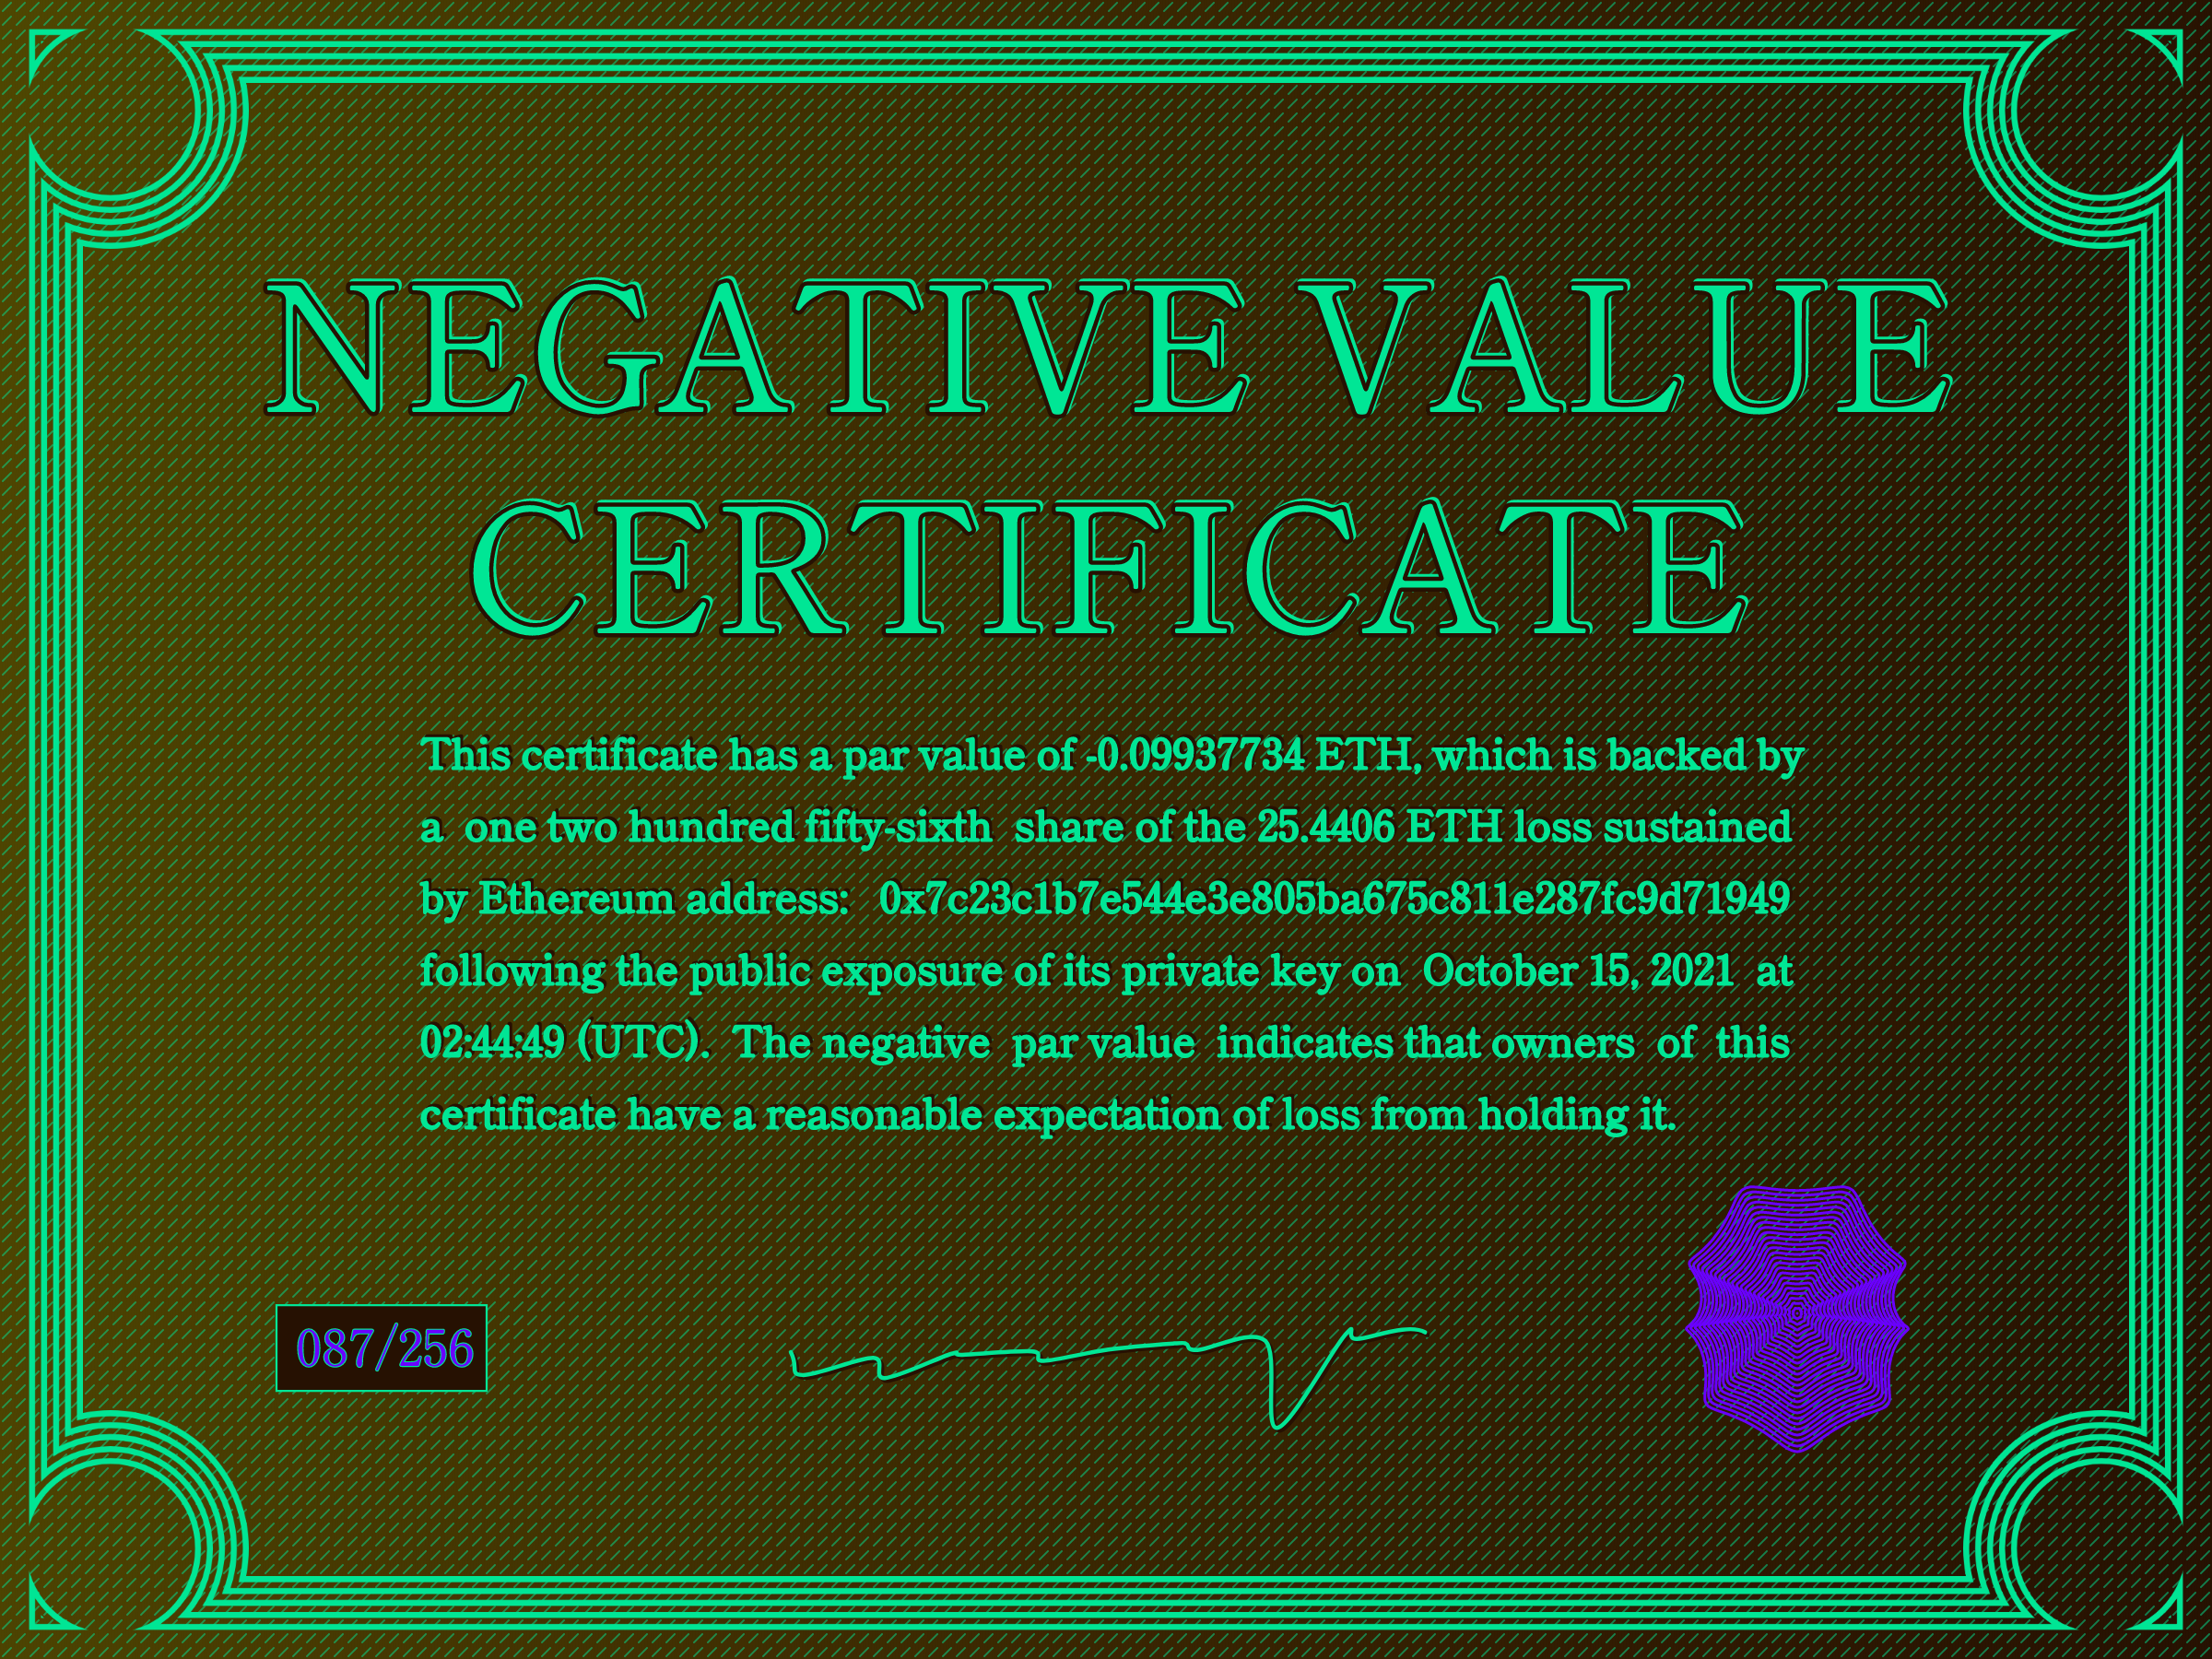 NEGATIVE VALUE
CERTIFICATE
This certificate has a par value of -0.09937734 ETH, which is backed by
a one two hundred fifty-sixth share of the 25.4406 ETH loss sustained
by Ethereum address: 0x7c23c1b7e544e3e805ba675c811e287fc9d71949
following the public exposure of its private key on October 15, 2021 at
02:44:49 (UTC). The negative par value indicates that owners of this
certificate have a reasonable expectation of loss from holding it.
087/256